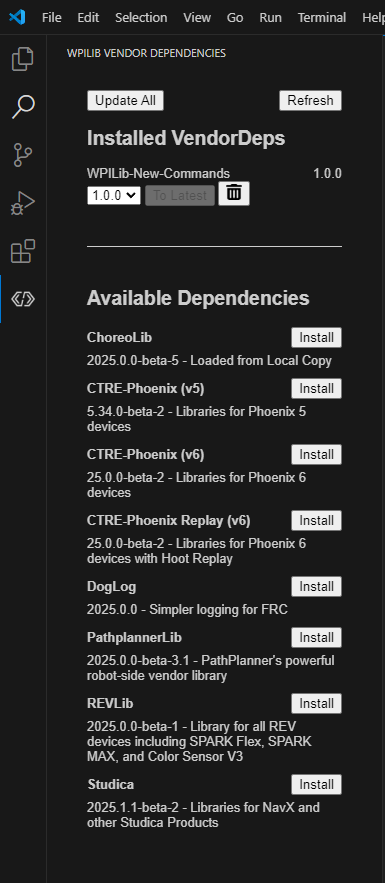 File Edit Selection View Go Run Terminal Help
WPILIB VENDOR DEPENDENCIES
Update All Refresh
Installed VendorDeps
WPILib-New-Commands 1.0.0
1.0.0 To Latest
Available Dependencies
ChoreoLib Install
2025.0.0-beta-5 - Loaded from Local Copy
CTRE-Phoenix (v5) Install
5.34.0-beta-2 - Libraries for Phoenix 5
devices
CTRE-Phoenix (v6) Install
25.0.0-beta-2 - Libraries for Phoenix 6
devices
CTRE-Phoenix Replay (v6) Install
25.0.0-beta-2 - Libraries for Phoenix 6
devices with Hoot Replay
DogLog Install
2025.0.0 - Simpler logging for FRC
PathplannerLib Install
2025.0.0-beta-3.1 - PathPlanner's powerful
robot-side vendor library
REVLib Install
2025.0.0-beta-1 - Library for all REV
devices including SPARK Flex, SPARK
MAX, and Color Sensor V3
Studica Install
2025.1.1-beta-2 - Libraries for NavX and
other Studica Products